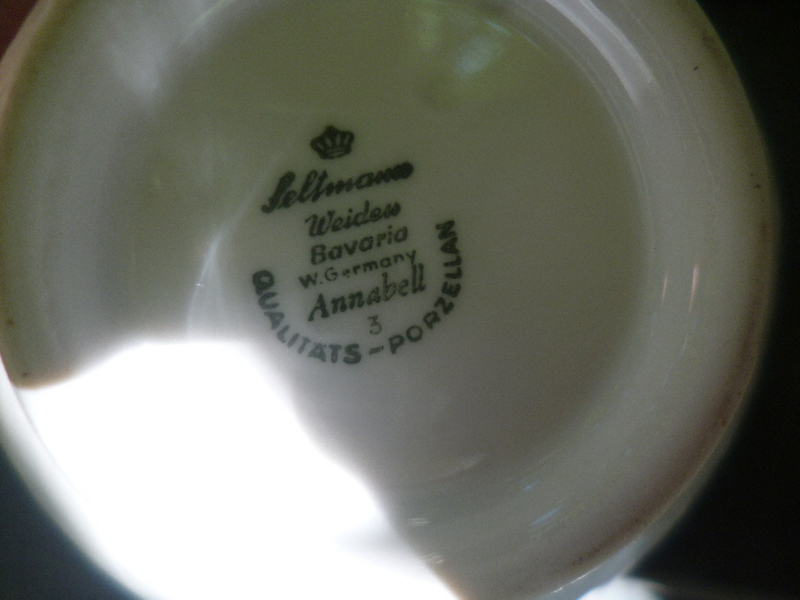 Seltmann
Weiden
Bavaria
W.Germany
Annabell
3
QUALITÄTS-PORZELLAN